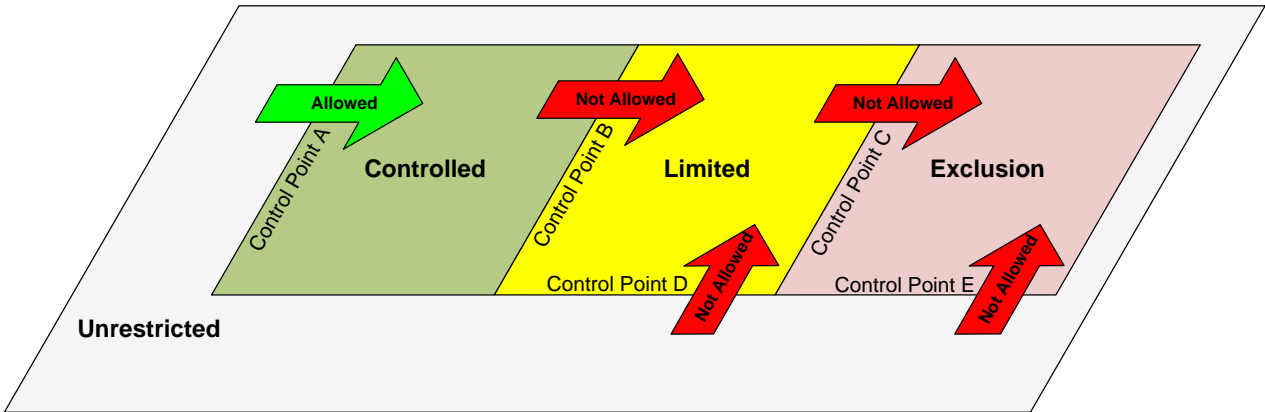 Allowed
Not Allowed
Not Allowed
Control Point A
Controlled
Control Point B
Limited
Control Point C
Exclusion
Not Allowed
Not Allowed
Control Point D
Control Point E
Unrestricted